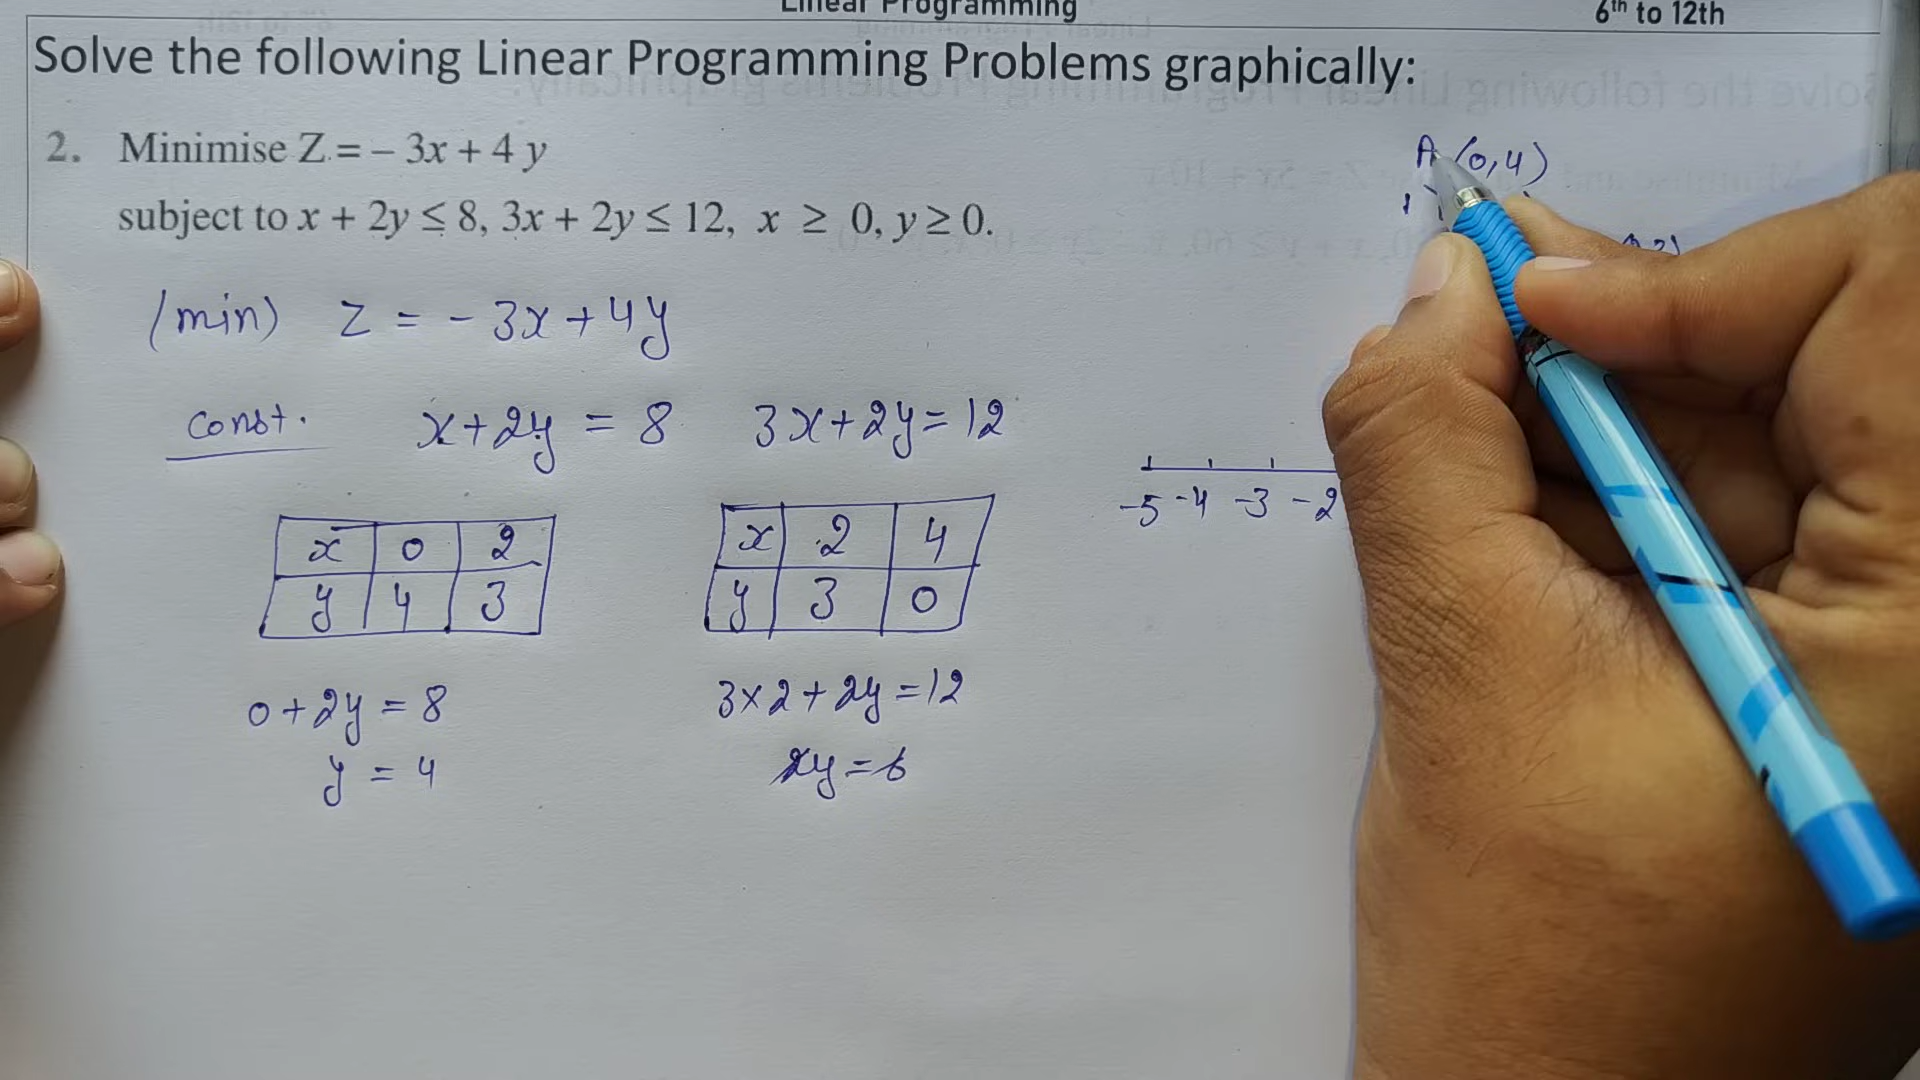 Linear Programming
6th to 12th
Solve the following Linear Programming Problems graphically:
2. Minimise Z = – 3x + 4 y
subject to x + 2y ≤ 8, 3x + 2y ≤ 12, x ≥ 0, y ≥ 0.
A (0,4)
(min) Z = - 3x + 4y
const. x + 2y = 8 3x + 2y = 12
-5 -4 -3 -2
x 0 2
y 4 3
x 2 4
y 3 0
0 + 2y = 8
y = 4
3×2 + 2y = 12
2y = 6